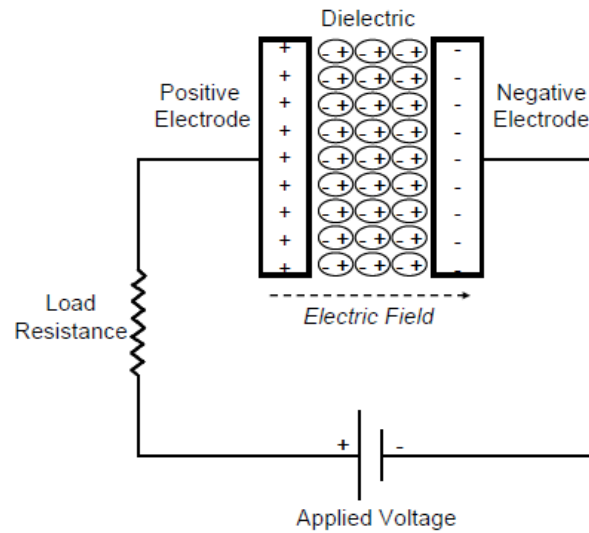 Dielectric
Positive
Electrode
Negative
Electrode
+ - + - + - + -
+ - + - + - + -
+ - + - + - + -
+ - + - + - + -
+ - + - + - + -
+ - + - + - + -
+ - + - + - + -
+ - + - + - + -
+ - + - + - + -
Electric Field
Load
Resistance
+ -
Applied Voltage